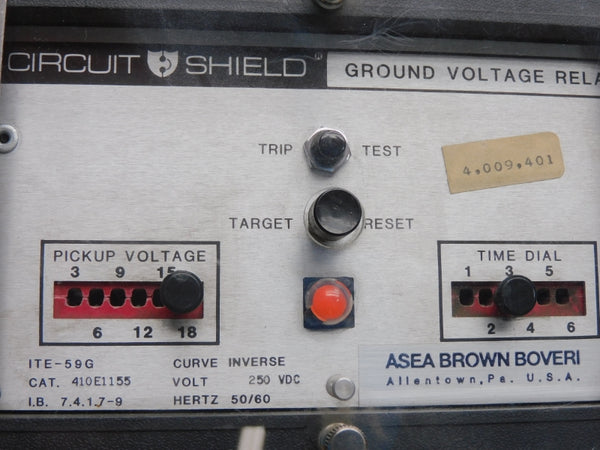 CIRCUIT SHIELD®
GROUND VOLTAGE RELA
TRIP TEST
4,009,401
TARGET RESET
PICKUP VOLTAGE
3 9 15
6 12 18
TIME DIAL
1 3 5
2 4 6
ITE-59G CURVE INVERSE
CAT. 410E1155 VOLT 250 VDC
I.B. 7.4.1.7-9 HERTZ 50/60
ASEA BROWN BOVERI
Allentown, Pa. U.S.A.